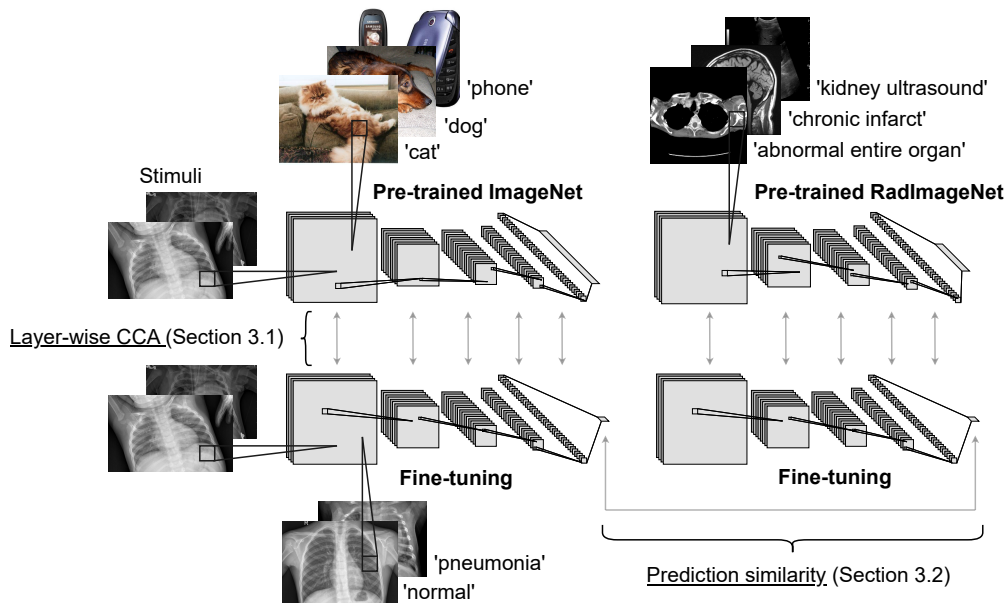 'phone'
'dog'
'cat'
'kidney ultrasound'
'chronic infarct'
'abnormal entire organ'
Stimuli
Pre-trained ImageNet
Pre-trained RadImageNet
Layer-wise CCA (Section 3.1)
Fine-tuning
Fine-tuning
'pneumonia'
'normal'
Prediction similarity (Section 3.2)